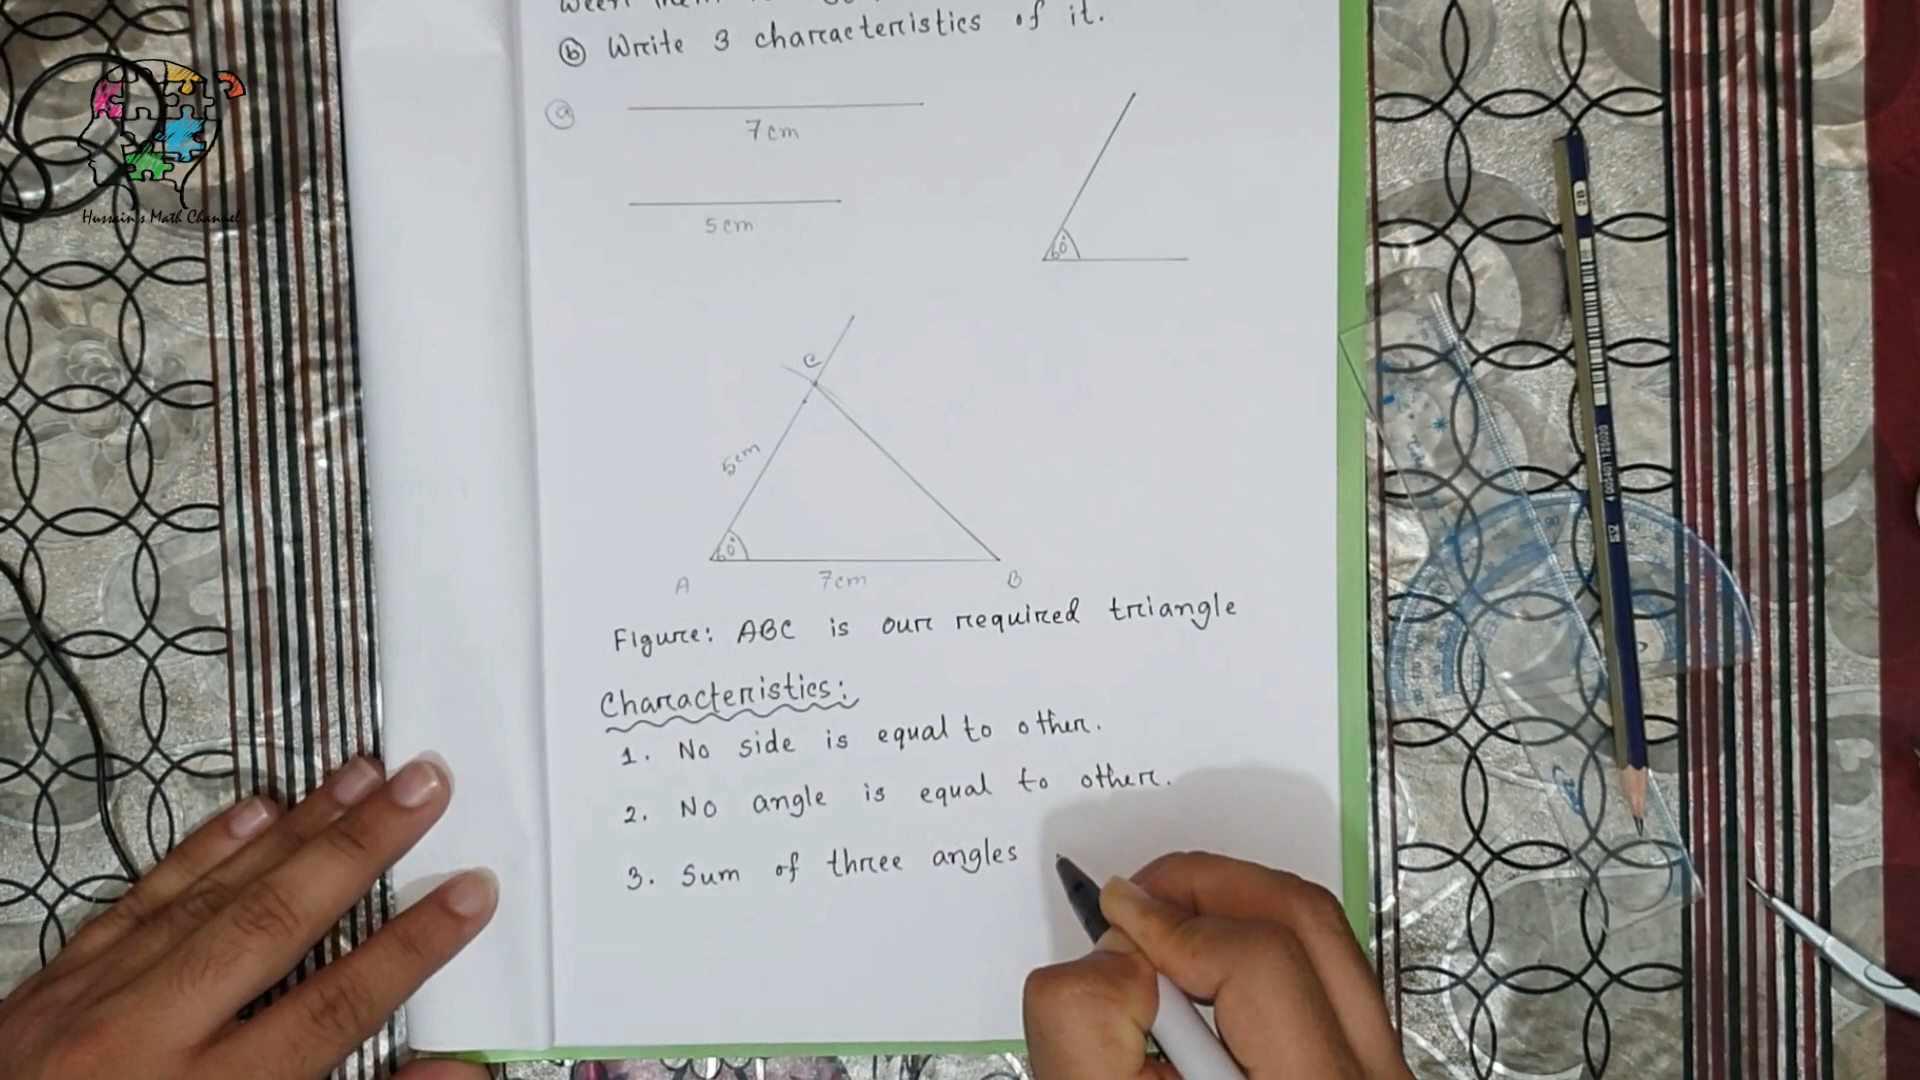 ⓑ Write 3 characteristics of it.
ⓐ
7cm
5cm
60°
C
5cm
60°
A
7cm
B
Figure: ABC is our required triangle
Characteristics:
1. No side is equal to other.
2. No angle is equal to other.
3. Sum of three angles
Hussain's Math Channel
2B